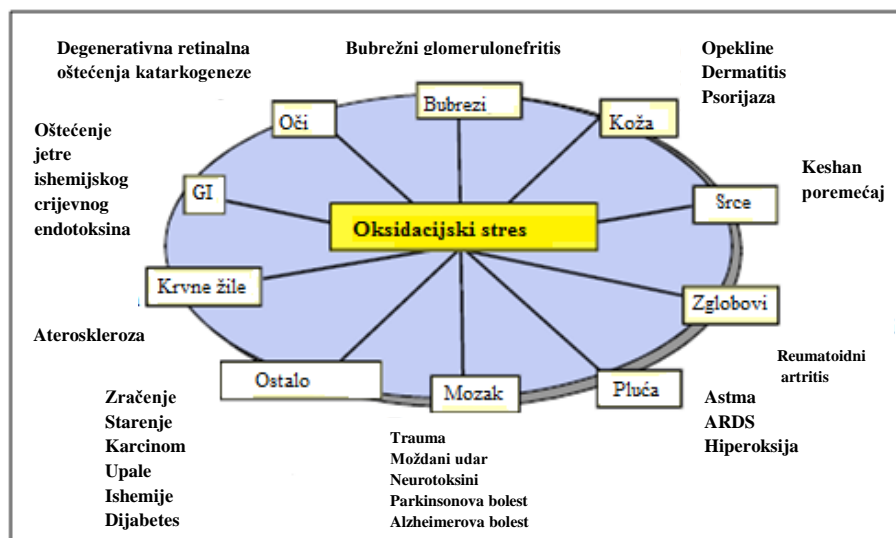 Degenerativna retinalna
oštećenja katarkogeneze
Bubrežni glomerulonefritis
Opekline
Dermatitis
Psorijaza
Oči
Bubrezi
Koža
Oštećenje
jetre
ishemijskog
crijevnog
endotoksina
GI
Srce
Keshan
poremećaj
Oksidacijski stres
Krvne žile
Zglobovi
Ateroskleroza
Reumatoidni
artritis
Ostalo
Mozak
Pluća
Zračenje
Starenje
Karcinom
Upale
Ishemije
Dijabetes
Trauma
Moždani udar
Neurotoksini
Parkinsonova bolest
Alzheimerova bolest
Astma
ARDS
Hiperoksija